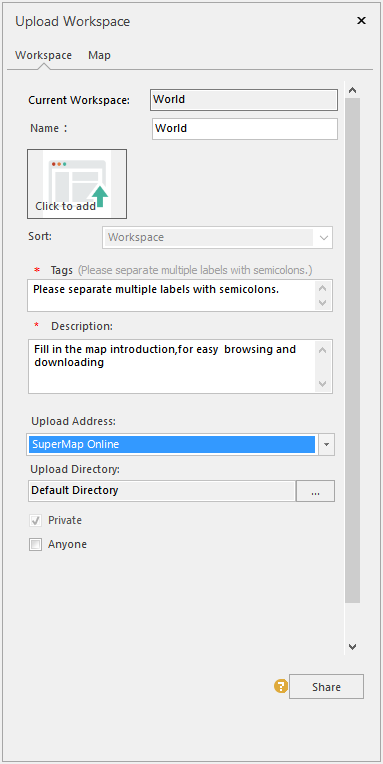 Upload Workspace
Workspace Map
Current Workspace: World
Name : World
Click to add
Sort: Workspace
* Tags (Please separate multiple labels with semicolons.)
Please separate multiple labels with semicolons.
* Description:
Fill in the map introduction,for easy browsing and
downloading
Upload Address:
SuperMap Online
Upload Directory:
Default Directory ...
Private
Anyone
? Share